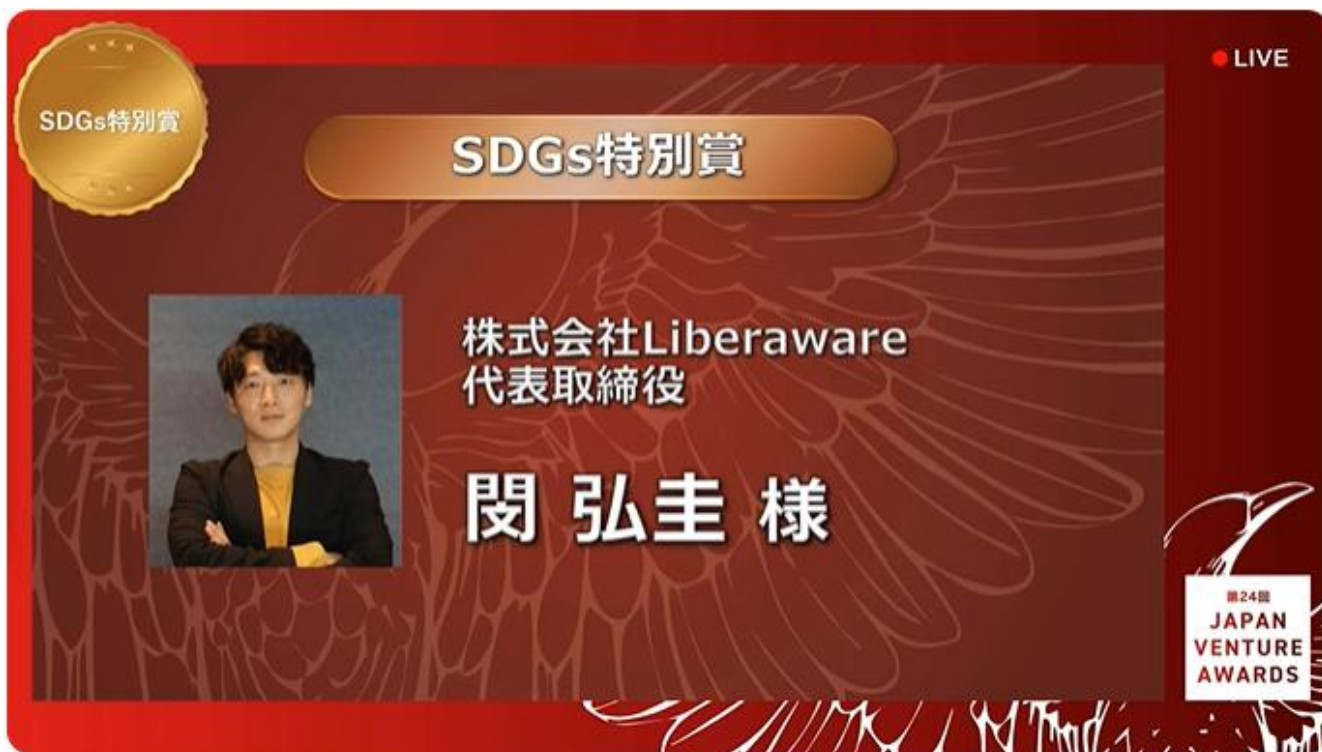 SDGs特別賞
LIVE
SDGs特別賞
株式会社Liberaware
代表取締役
閔 弘圭 様
第24回
JAPAN
VENTURE
AWARDS